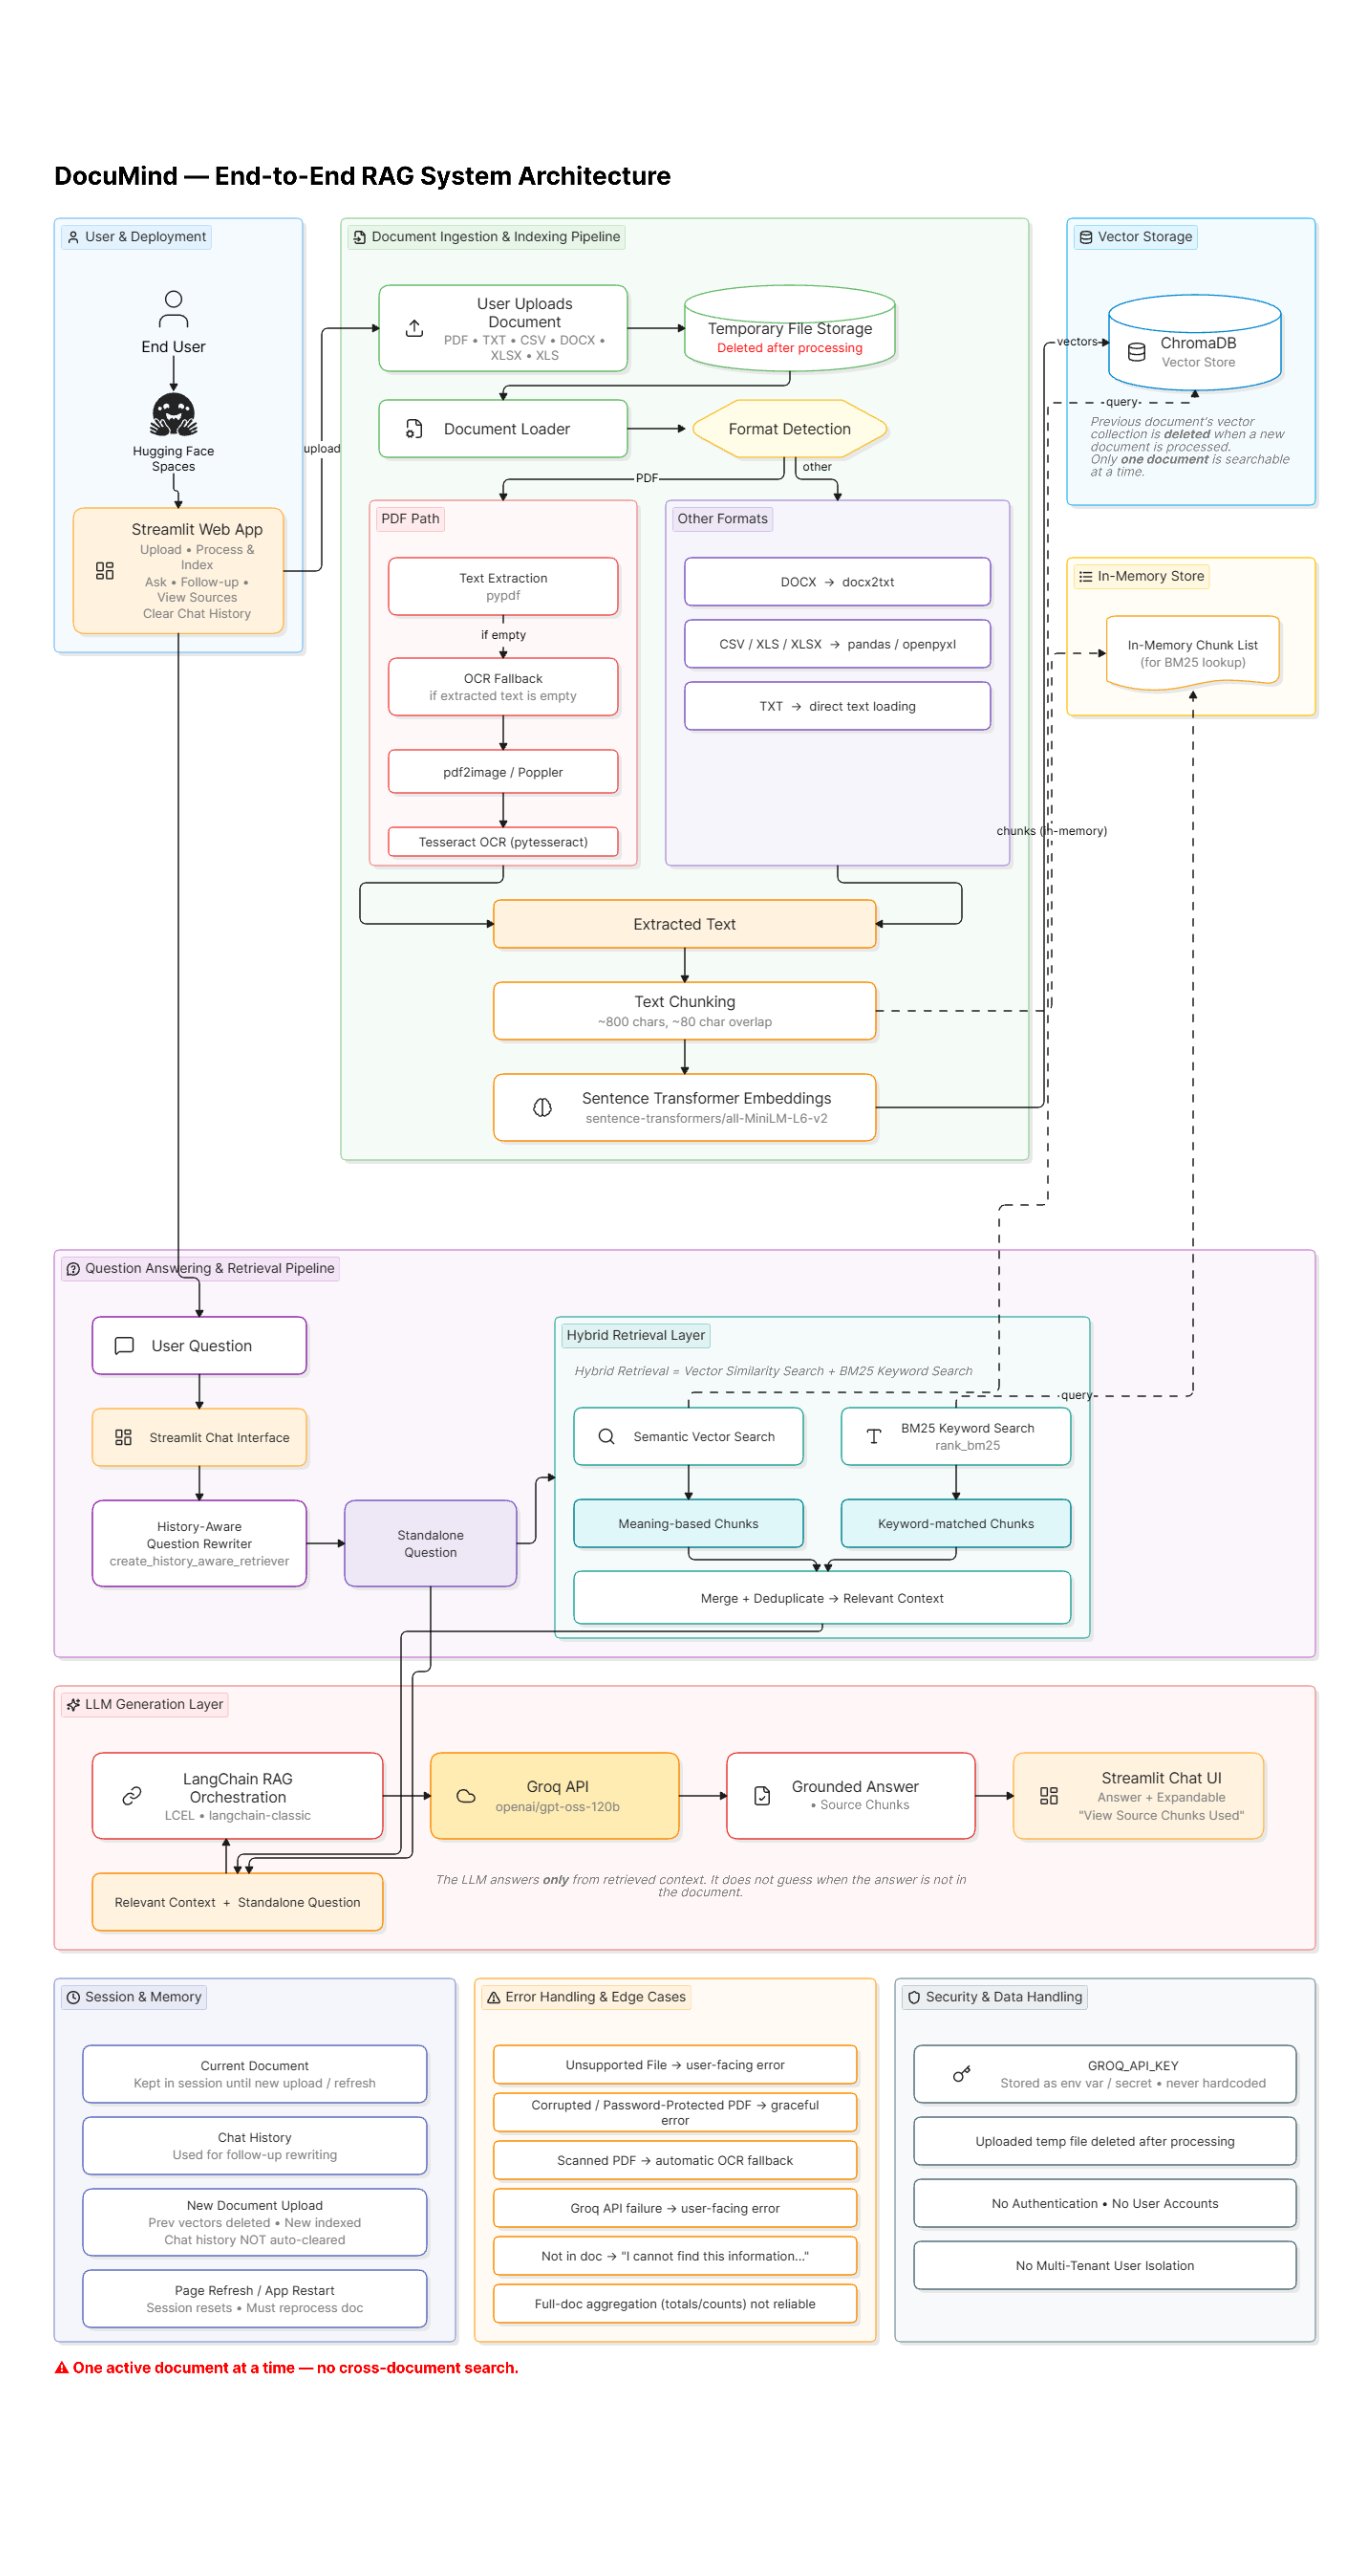 DocuMind — End-to-End RAG System Architecture
User & Deployment
End User
Hugging Face
Spaces
Streamlit Web App
Upload • Process &
Index
Ask • Follow-up •
View Sources
Clear Chat History
upload
Document Ingestion & Indexing Pipeline
User Uploads
Document
PDF • TXT • CSV • DOCX •
XLSX • XLS
Temporary File Storage
Deleted after processing
Document Loader
Format Detection
PDF
other
PDF Path
Text Extraction
pypdf
if empty
OCR Fallback
if extracted text is empty
pdf2image / Poppler
Tesseract OCR (pytesseract)
Other Formats
DOCX → docx2txt
CSV / XLS / XLSX → pandas / openpyxl
TXT → direct text loading
Extracted Text
Text Chunking
~800 chars, ~80 char overlap
Sentence Transformer Embeddings
sentence-transformers/all-MiniLM-L6-v2
Vector Storage
vectors
ChromaDB
Vector Store
query
Previous document's vector
collection is deleted when a new
document is processed.
Only one document is searchable
at a time.
In-Memory Store
In-Memory Chunk List
(for BM25 lookup)
chunks (in-memory)
Question Answering & Retrieval Pipeline
User Question
Streamlit Chat Interface
History-Aware
Question Rewriter
create_history_aware_retriever
Standalone
Question
Hybrid Retrieval Layer
Hybrid Retrieval = Vector Similarity Search + BM25 Keyword Search
query
Semantic Vector Search
BM25 Keyword Search
rank_bm25
Meaning-based Chunks
Keyword-matched Chunks
Merge + Deduplicate → Relevant Context
LLM Generation Layer
LangChain RAG
Orchestration
LCEL • langchain-classic
Groq API
openai/gpt-oss-120b
Grounded Answer
• Source Chunks
Streamlit Chat UI
Answer + Expandable
"View Source Chunks Used"
Relevant Context + Standalone Question
The LLM answers only from retrieved context. It does not guess when the answer is not in
the document.
Session & Memory
Current Document
Kept in session until new upload / refresh
Chat History
Used for follow-up rewriting
New Document Upload
Prev vectors deleted • New indexed
Chat history NOT auto-cleared
Page Refresh / App Restart
Session resets • Must reprocess doc
Error Handling & Edge Cases
Unsupported File → user-facing error
Corrupted / Password-Protected PDF → graceful
error
Scanned PDF → automatic OCR fallback
Groq API failure → user-facing error
Not in doc → "I cannot find this information..."
Full-doc aggregation (totals/counts) not reliable
Security & Data Handling
GROQ_API_KEY
Stored as env var / secret • never hardcoded
Uploaded temp file deleted after processing
No Authentication • No User Accounts
No Multi-Tenant User Isolation
⚠ One active document at a time — no cross-document search.